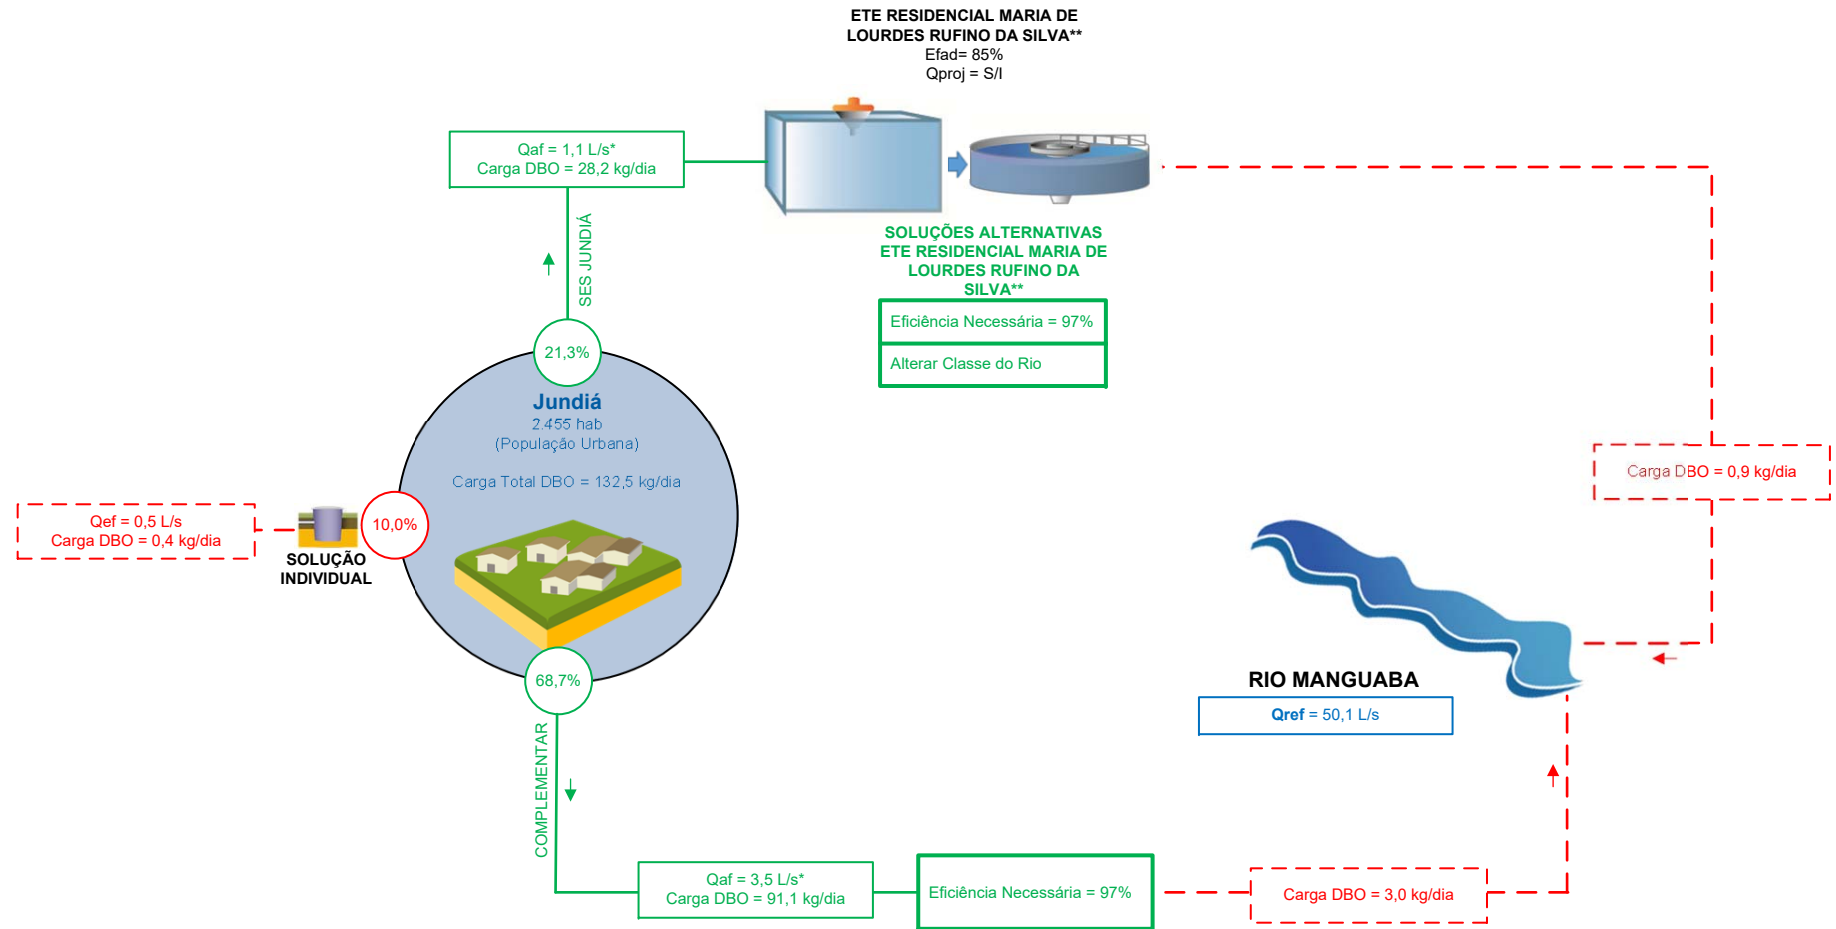 ETE RESIDENCIAL MARIA DE
LOURDES RUFINO DA SILVA**
Efad= 85%
Qproj = S/I
Qaf = 1,1 L/s*
Carga DBO = 28,2 kg/dia
SES JUNDIÁ
SOLUÇÕES ALTERNATIVAS
ETE RESIDENCIAL MARIA DE
LOURDES RUFINO DA
SILVA**
Eficiência Necessária = 97%
Alterar Classe do Rio
21,3%
Jundiá
2.455 hab
(População Urbana)
Carga Total DBO = 132,5 kg/dia
Carga DBO = 0,9 kg/dia
Qef = 0,5 L/s
Carga DBO = 0,4 kg/dia
10,0%
SOLUÇÃO
INDIVIDUAL
68,7%
RIO MANGUABA
Qref = 50,1 L/s
COMPLEMENTAR
Qaf = 3,5 L/s*
Carga DBO = 91,1 kg/dia
Eficiência Necessária = 97%
Carga DBO = 3,0 kg/dia